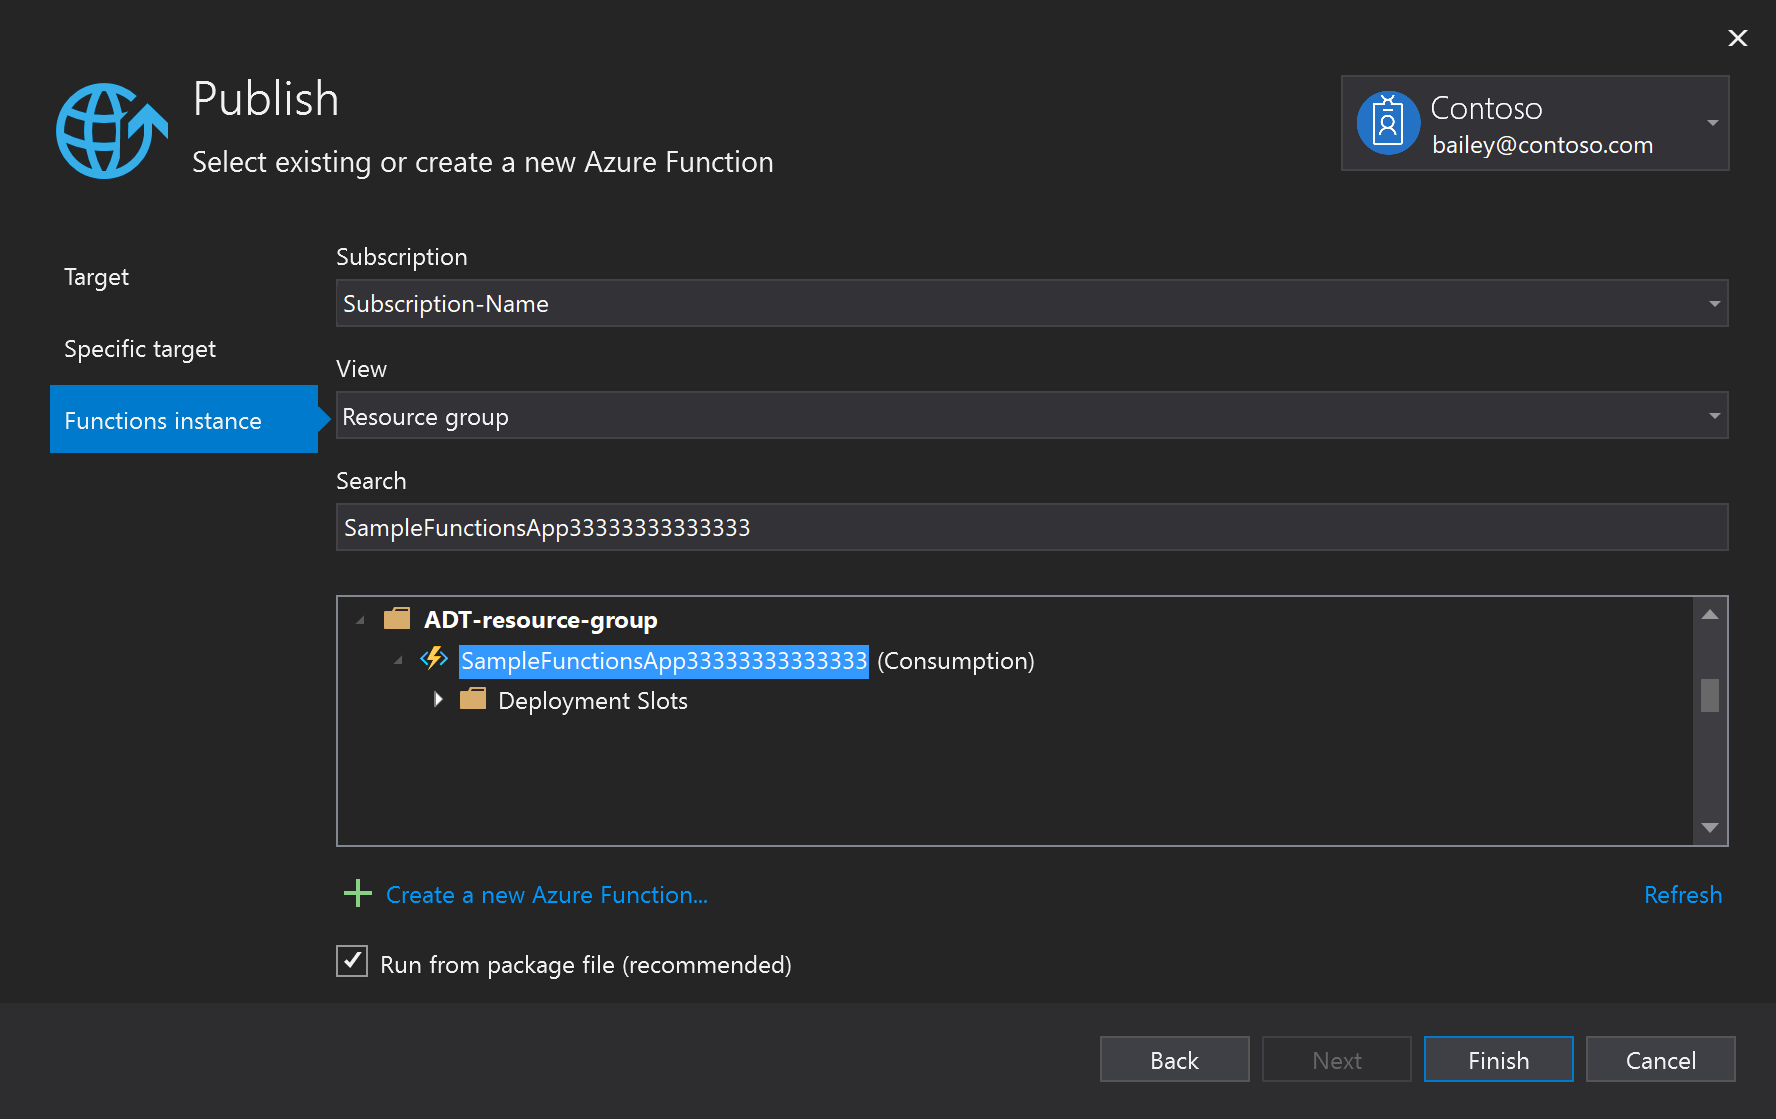 Publish
Select existing or create a new Azure Function
Contoso
bailey@contoso.com
Target
Specific target
Functions instance
Subscription
Subscription-Name
View
Resource group
Search
SampleFunctionsApp33333333333333
ADT-resource-group
SampleFunctionsApp33333333333333 (Consumption)
Deployment Slots
Create a new Azure Function...
Refresh
Run from package file (recommended)
Back
Next
Finish
Cancel